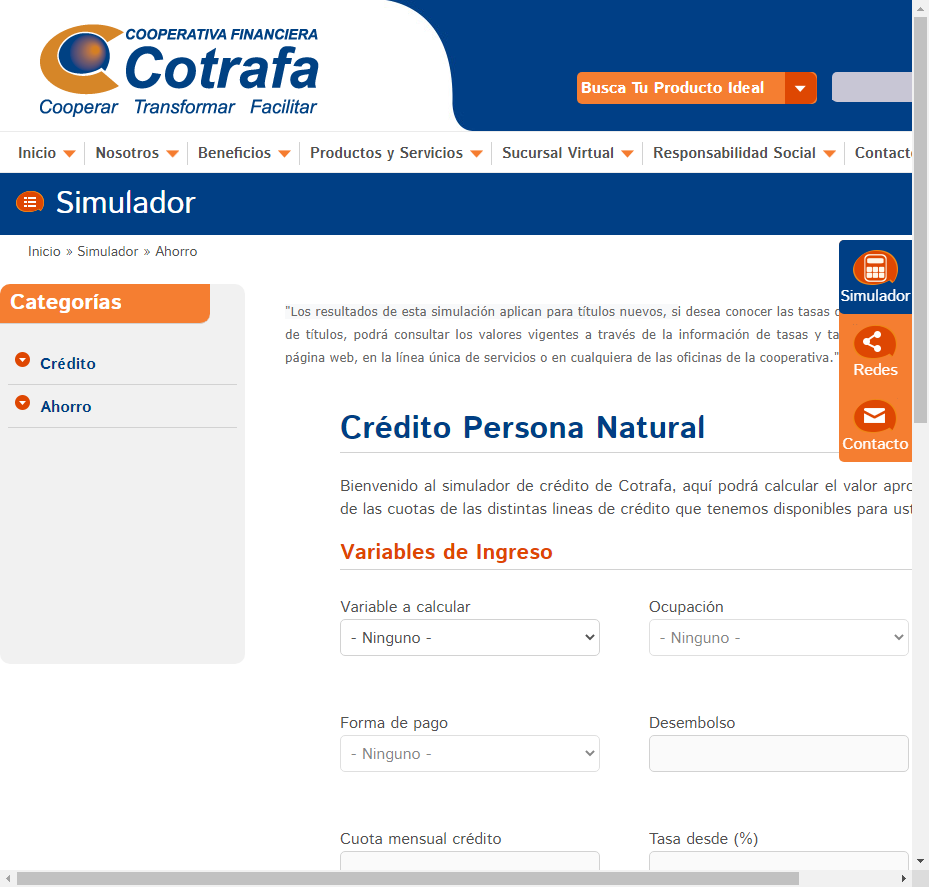 COOPERATIVA FINANCIERA
Cotrafa
Cooperar Transformar Facilitar
Busca Tu Producto Ideal
Inicio Nosotros Beneficios Productos y Servicios Sucursal Virtual Responsabilidad Social Contact
Simulador
Inicio » Simulador » Ahorro
Categorías
Crédito
Ahorro
"Los resultados de esta simulación aplican para títulos nuevos, si desea conocer las tasas
de títulos, podrá consultar los valores vigentes a través de la información de tasas y ta
página web, en la línea única de servicios o en cualquiera de las oficinas de la cooperativa."
Simulador
Redes
Contacto
Crédito Persona Natural
Bienvenido al simulador de crédito de Cotrafa, aquí podrá calcular el valor apro
de las cuotas de las distintas lineas de crédito que tenemos disponibles para ust
Variables de Ingreso
Variable a calcular Ocupación
- Ninguno - - Ninguno -
Forma de pago Desembolso
- Ninguno -
Cuota mensual crédito Tasa desde (%)